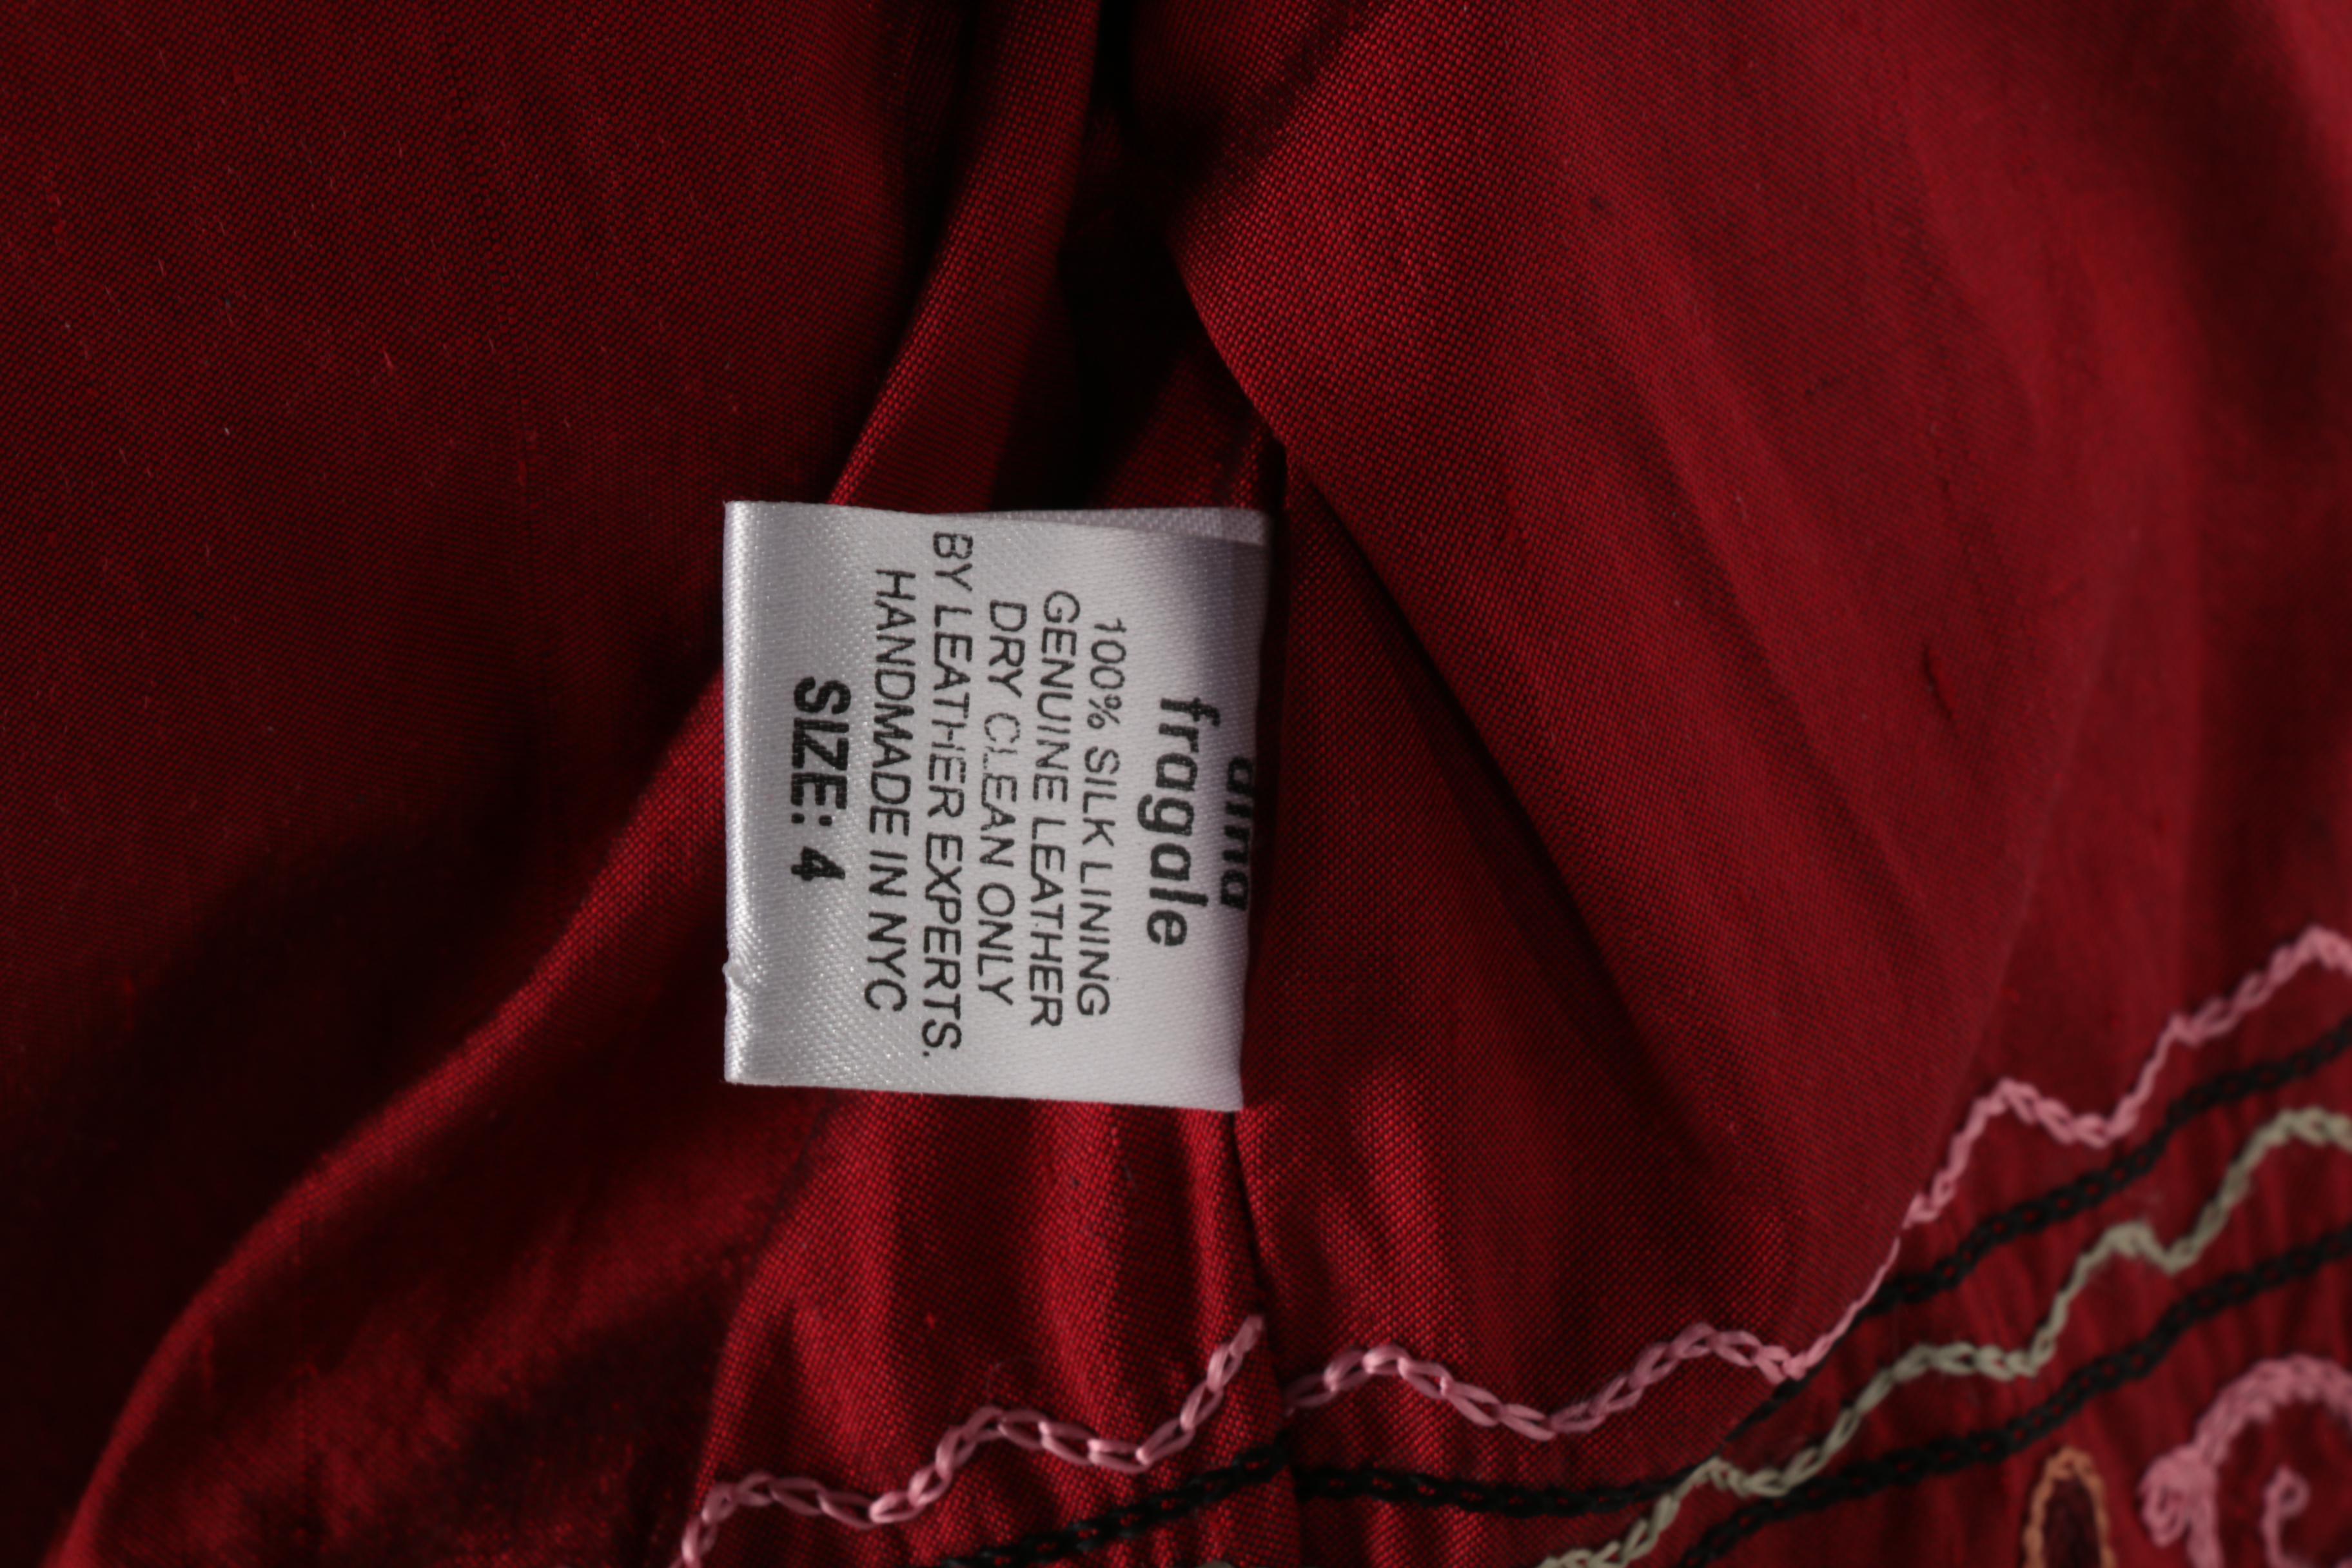 fragale
100% SILK LINING
GENUINE LEATHER
DRY CLEAN ONLY
BY LEATHER EXPERTS.
HANDMADE IN NYC
SIZE: 4